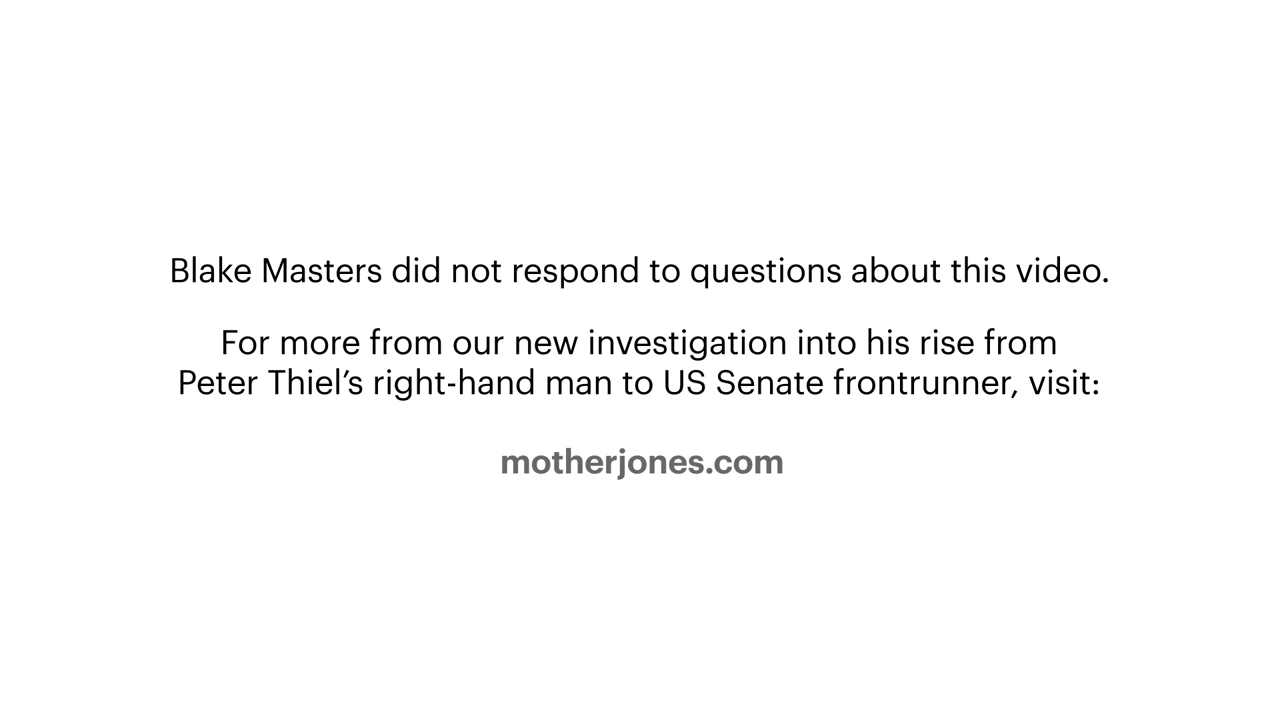 Blake Masters did not respond to questions about this video.
For more from our new investigation into his rise from
Peter Thiel’s right-hand man to US Senate frontrunner, visit:
motherjones.com